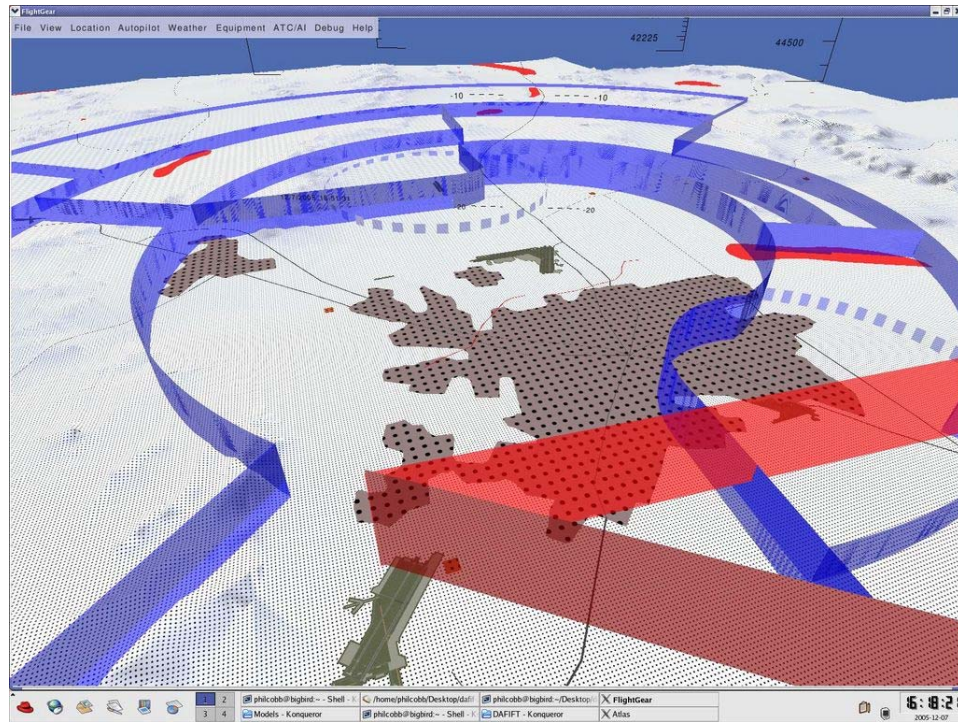 FlightGear
File View Location Autopilot Weather Equipment ATC/AI Debug Help
42225
44500
-10 -10
-20 -20
1 2
3 4
philcobb@bigbird:~ - Shell - K
/home/philcobb/Desktop/dafif
philcobb@bigbird:~/Desktop/
X FlightGear
Models - Konqueror
philcobb@bigbird:~ - Shell - K
DAFIFT - Konqueror
X Atlas
2005-12-07